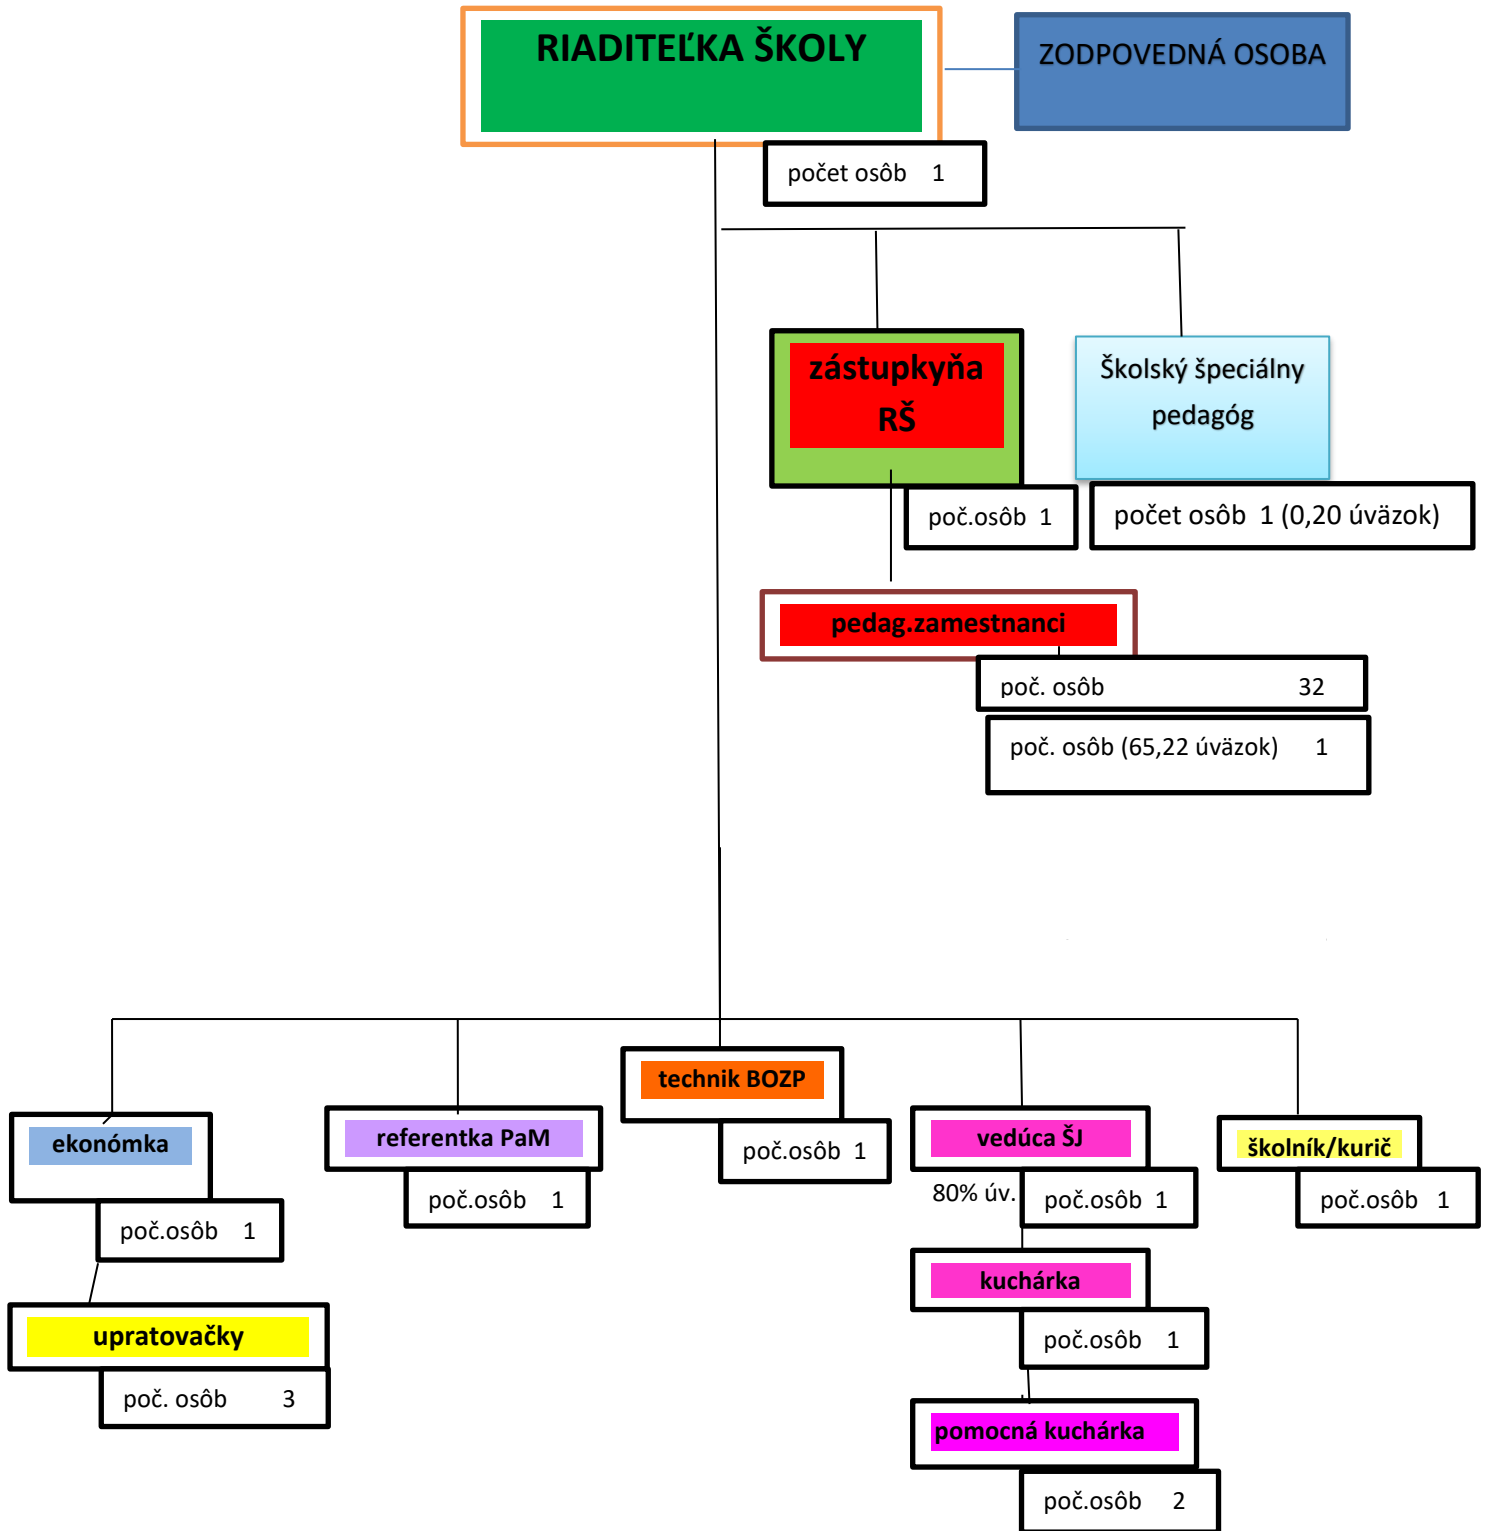 RIADITEĽKA ŠKOLY
ZODPOVEDNÁ OSOBA
počet osôb 1
zástupkyňa
RŠ
Školský špeciálny
pedagóg
poč.osôb 1
počet osôb 1 (0,20 úväzok)
pedag.zamestnanci
poč. osôb 32
poč. osôb (65,22 úväzok) 1
technik BOZP
poč.osôb 1
ekonómka
poč.osôb 1
referentka PaM
poč.osôb 1
vedúca ŠJ
80% úv.
poč.osôb 1
školník/kurič
poč.osôb 1
upratovačky
poč. osôb 3
kuchárka
poč.osôb 1
pomocná kuchárka
poč.osôb 2